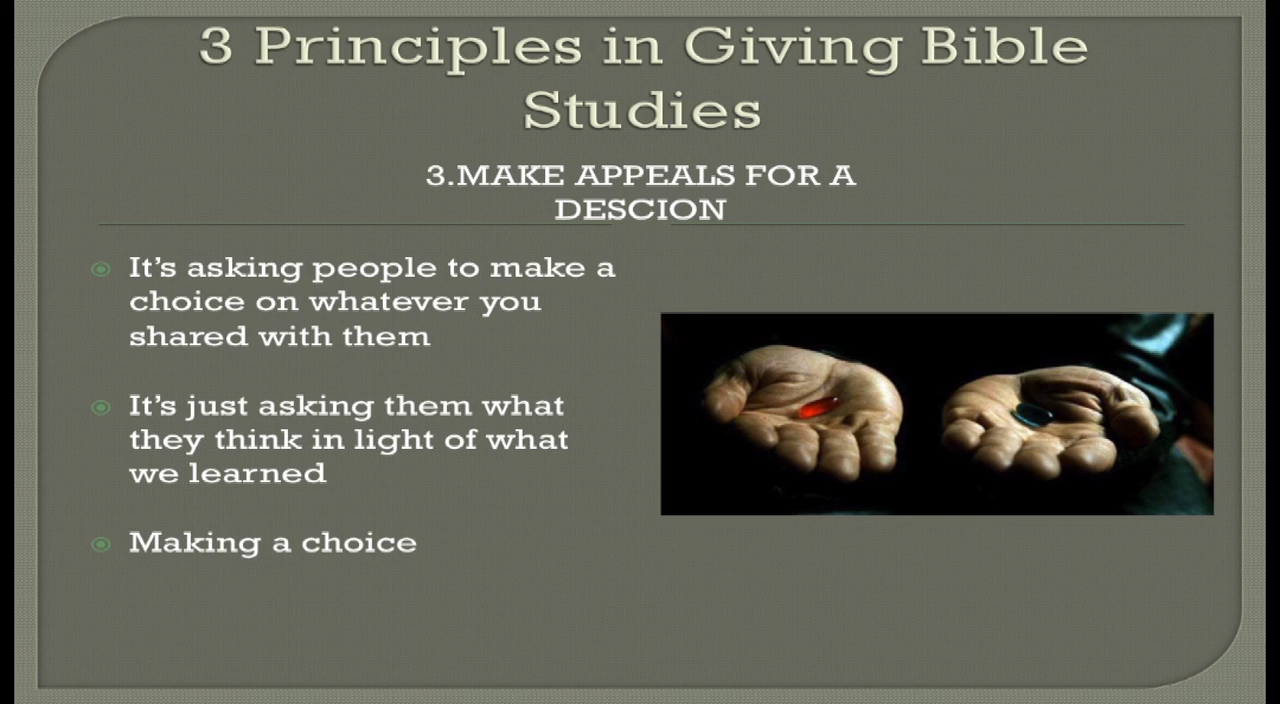 3 Principles in Giving Bible
Studies
3.MAKE APPEALS FOR A
DESCION
It’s asking people to make a
choice on whatever you
shared with them
It’s just asking them what
they think in light of what
we learned
Making a choice